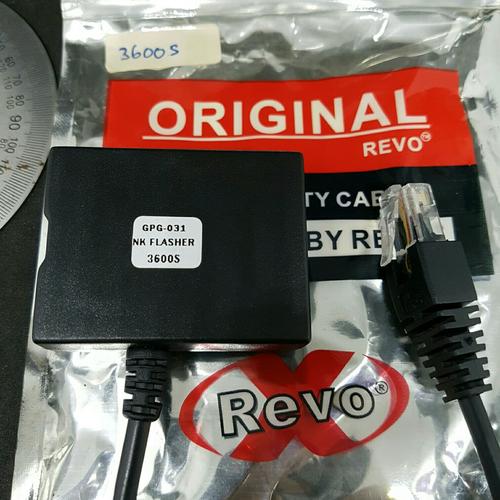 3600S
ORIGINAL
REVO
TY CAB
BY RE
GPG-031
NK FLASHER
3600S
Revo®